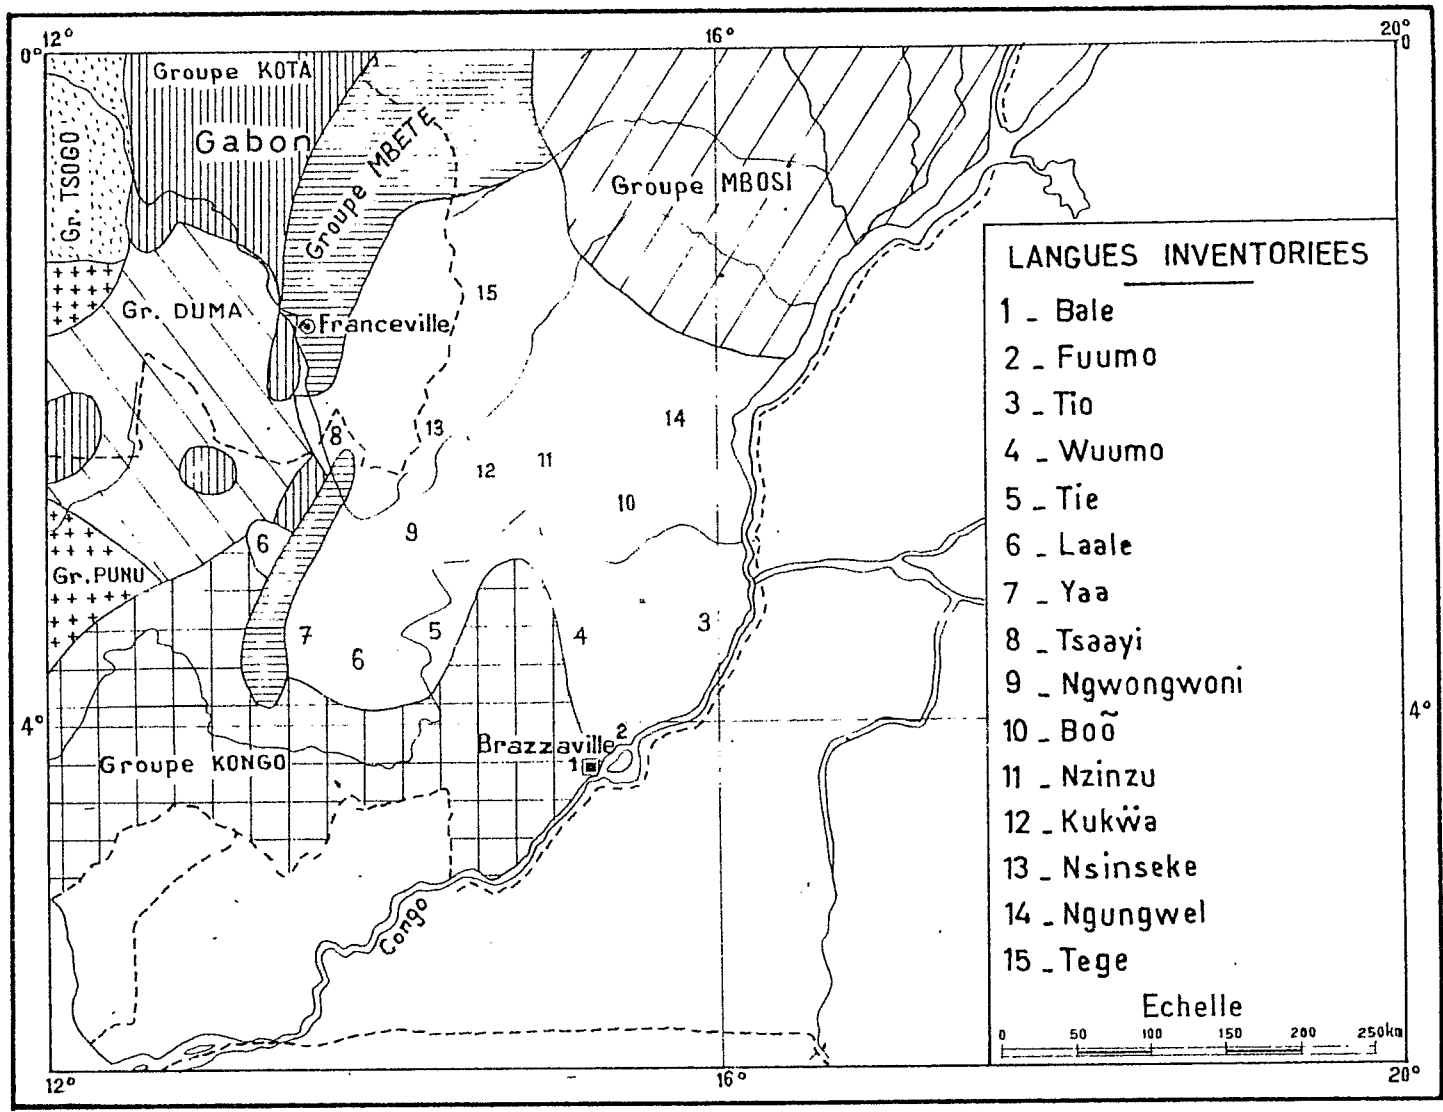 12°
16°
20°
0°
0
Groupe KOTA
Gabon
Gr. TSOGO
Groupe MBETE
Groupe MBOSI
Gr. DUMA
Franceville
15
14
13
8
12
11
10
9
6
Gr. PUNU
7
6
5
4
3
4°
4°
Brazzaville
2
1
Groupe KONGO
Congo
12°
16°
20°
LANGUES INVENTORIEES
1 - Bale
2 - Fuumo
3 - Tio
4 - Wuumo
5 - Tie
6 - Laale
7 - Yaa
8 - Tsaayi
9 - Ngwongwoni
10 - Boõ
11 - Nzinzu
12 - Kukẅa
13 - Nsinseke
14 - Ngungwel
15 - Tege
Echelle
0 50 100 150 200 250km